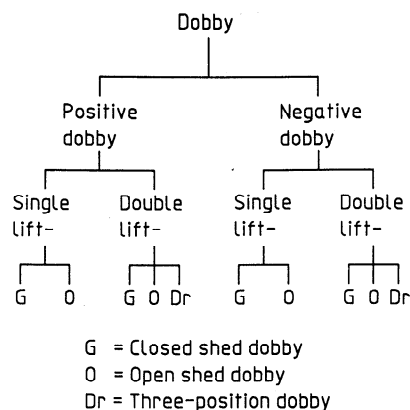 Dobby
Positive Negative
dobby dobby
Single Double Single Double
lift- lift- lift- lift-
G O G O Dr G O G O Dr
G = Closed shed dobby
O = Open shed dobby
Dr = Three-position dobby